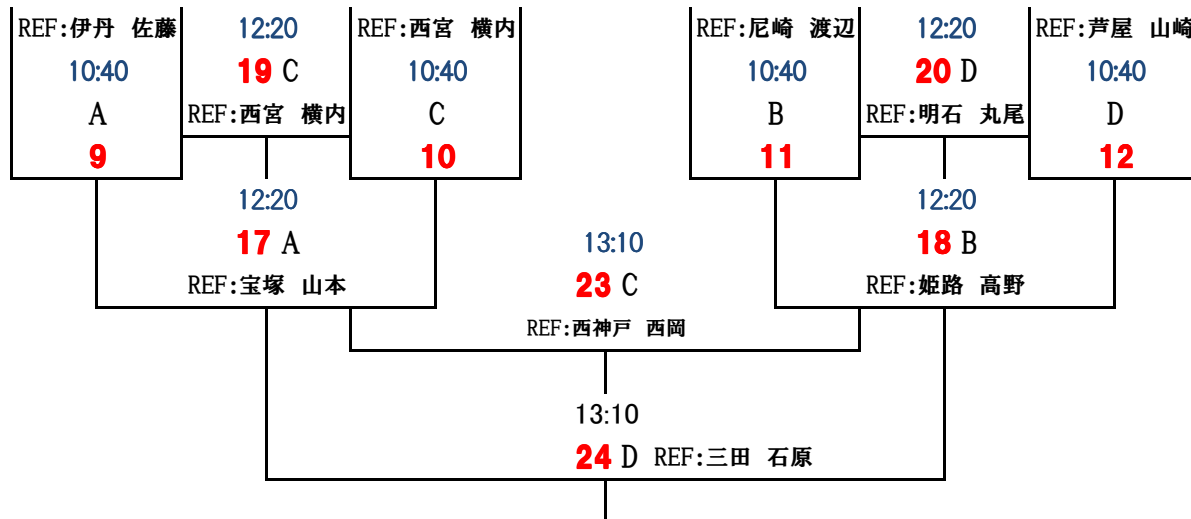 REF:伊丹 佐藤
10:40
A
9
12:20
19 C
REF:西宮 横内
REF:西宮 横内
10:40
C
10
REF:尼崎 渡辺
10:40
B
11
12:20
20 D
REF:明石 丸尾
REF:芦屋 山崎
10:40
D
12
12:20
17 A
REF:宝塚 山本
13:10
23 C
REF:西神戸 西岡
12:20
18 B
REF:姫路 高野
13:10
24 D REF:三田 石原